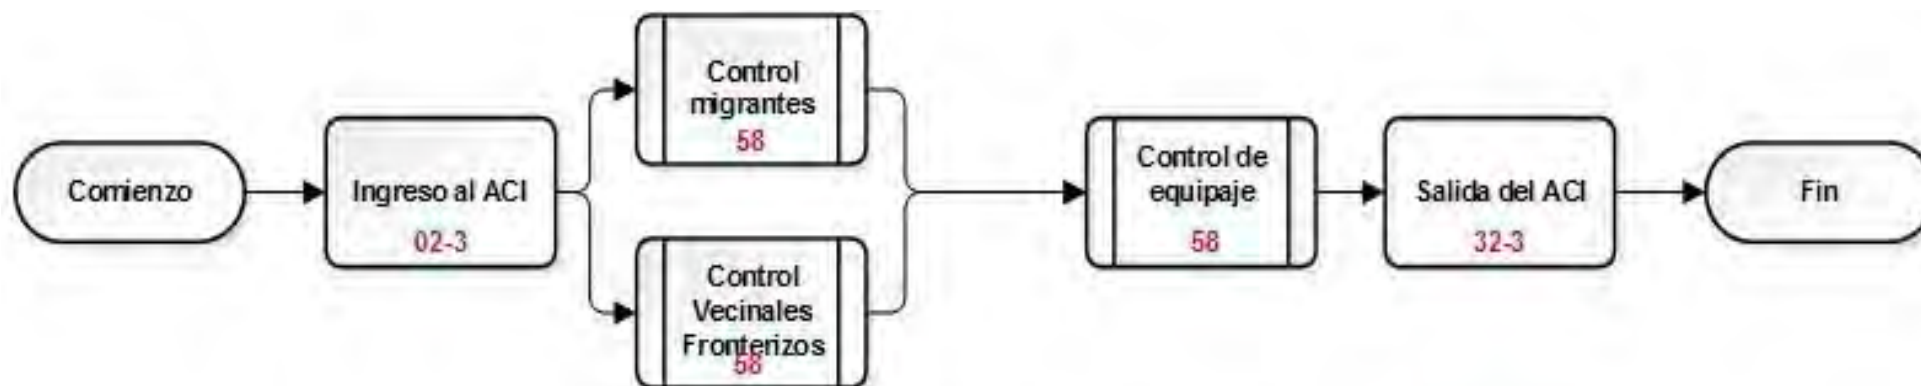 Comienzo
Ingreso al ACI
02-3
Control
migrantes
58
Control
Vecinales
Fronterizos
58
Control de
equipaje
58
Salida del ACI
32-3
Fin